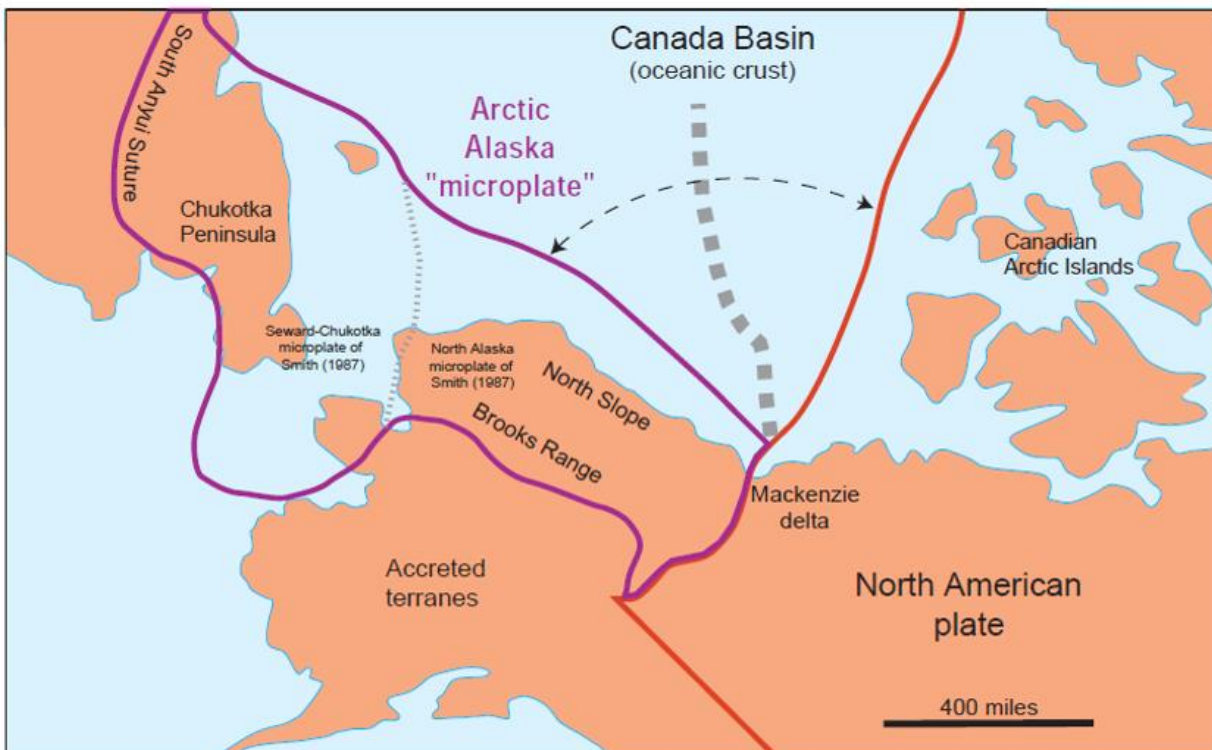 Canada Basin
(oceanic crust)
South Anyui Suture
Arctic
Alaska
"microplate"
Chukotka
Peninsula
Canadian
Arctic Islands
Seward-Chukotka
microplate of
Smith (1987)
North Alaska
microplate of
Smith (1987)
North Slope
Brooks Range
Mackenzie
delta
Accreted
terranes
North American
plate
400 miles